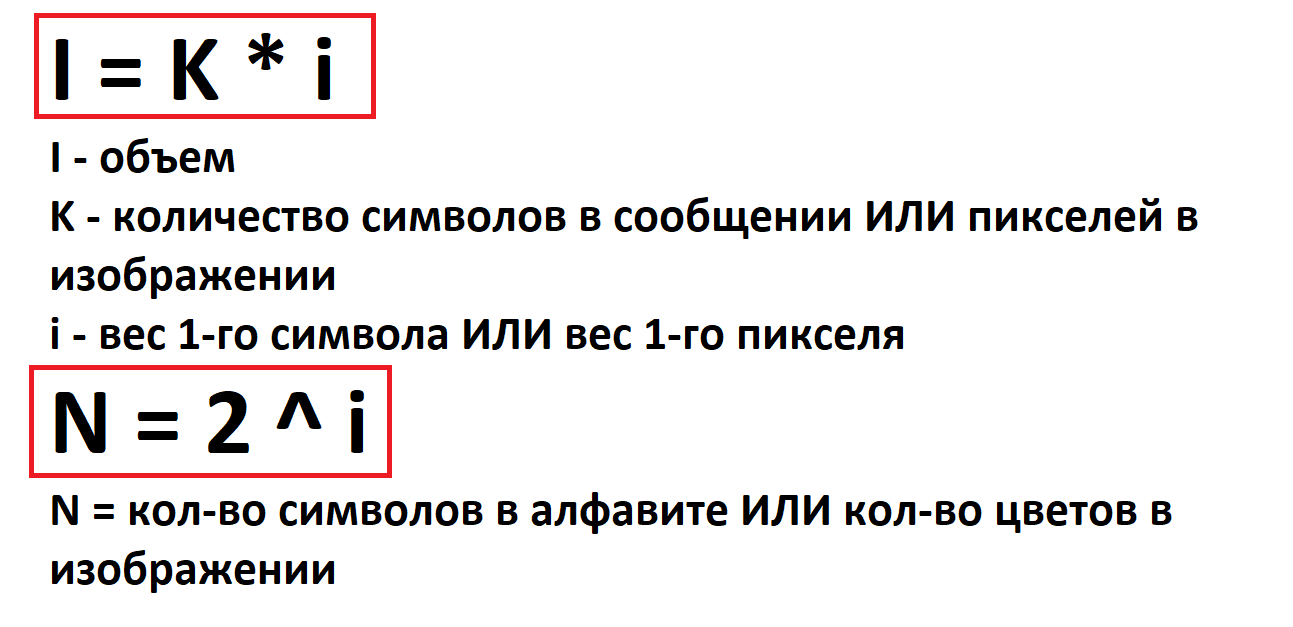 I = K * i
I - объем
K - количество символов в сообщении ИЛИ пикселей в
изображении
i - вес 1-го символа ИЛИ вес 1-го пикселя
N = 2 ^ i
N = кол-во символов в алфавите ИЛИ кол-во цветов в
изображении